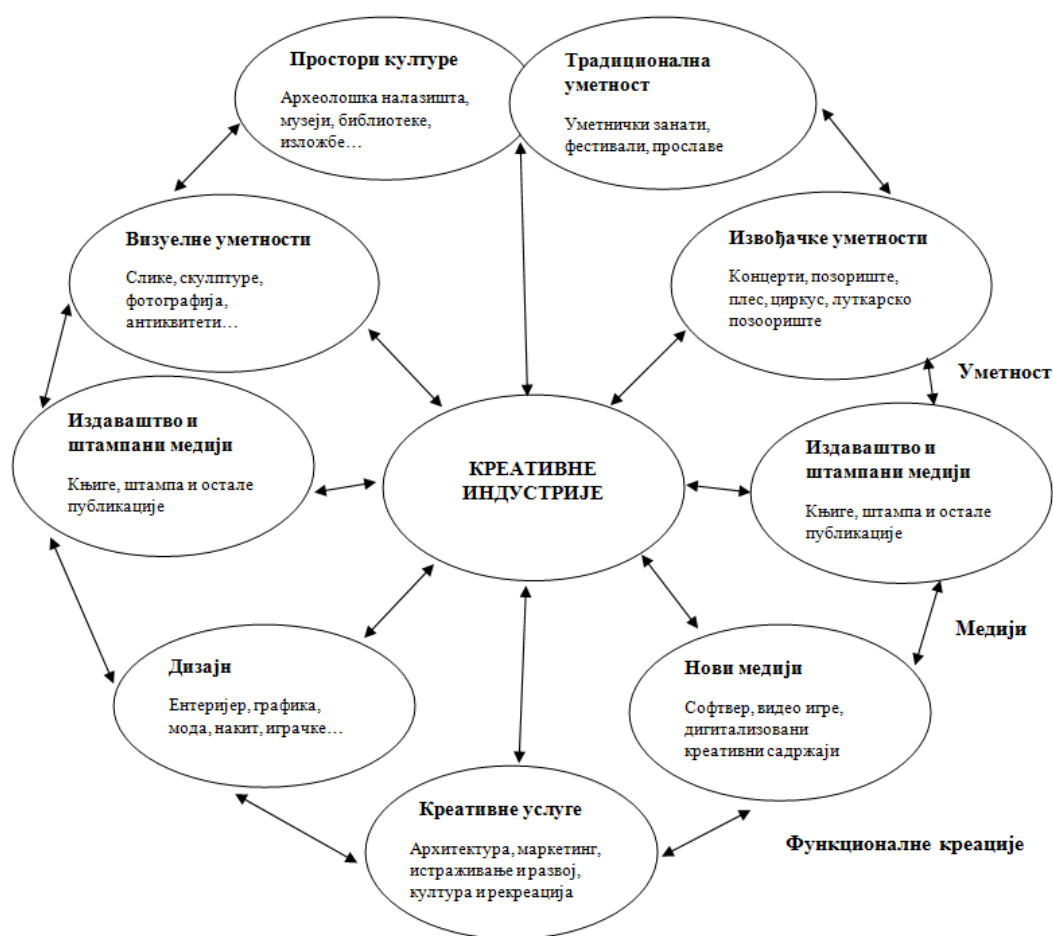 Простори културе
Археолошка налазишта,
музеји, библиотеке,
изложбе…
Традиционална
уметност
Уметнички занати,
фестивали, прославе
Визуелне уметности
Слике, скулптуре,
фотографија,
антиквитети…
Извођачке уметности
Концерти, позориште,
плес, циркус, луткарско
позоориште
Уметност
Издаваштво и
штампани медији
Књиге, штампа и остале
публикације
КРЕАТИВНЕ
ИНДУСТРИЈЕ
Издаваштво и
штампани медији
Књиге, штампа и остале
публикације
Медији
Дизајн
Ентеријер, графика,
мода, накит, играчке…
Нови медији
Софтвер, видео игре,
дигитализовани
креативни садржаји
Креативне услуге
Архитектура, маркетинг,
истраживање и развој,
култура и рекреација
Функционалне креације